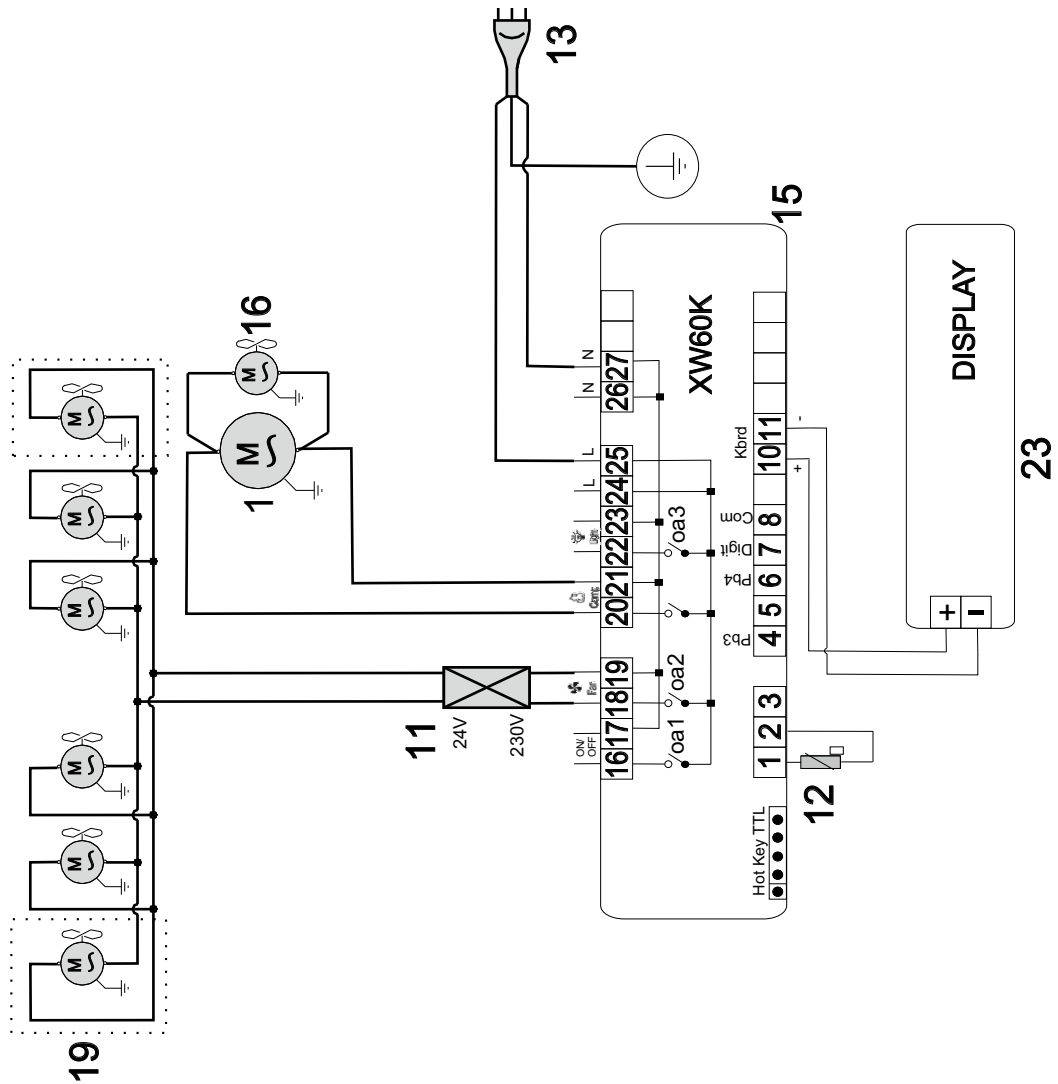 13
15
XW60K
DISPLAY
23
16
1
11
24V
230V
19
12
N
N
L
L
27
26
25
24
23
22
21
20
19
18
17
16
Light
Comp
Fan
ON/
OFF
oa3
oa2
oa1
Kbrd
-
+
11
10
8
7
6
5
4
3
2
1
Com
Digit
Pb4
Pb3
Hot Key TTL
+
-
M
M
M
M
M
M
M
M